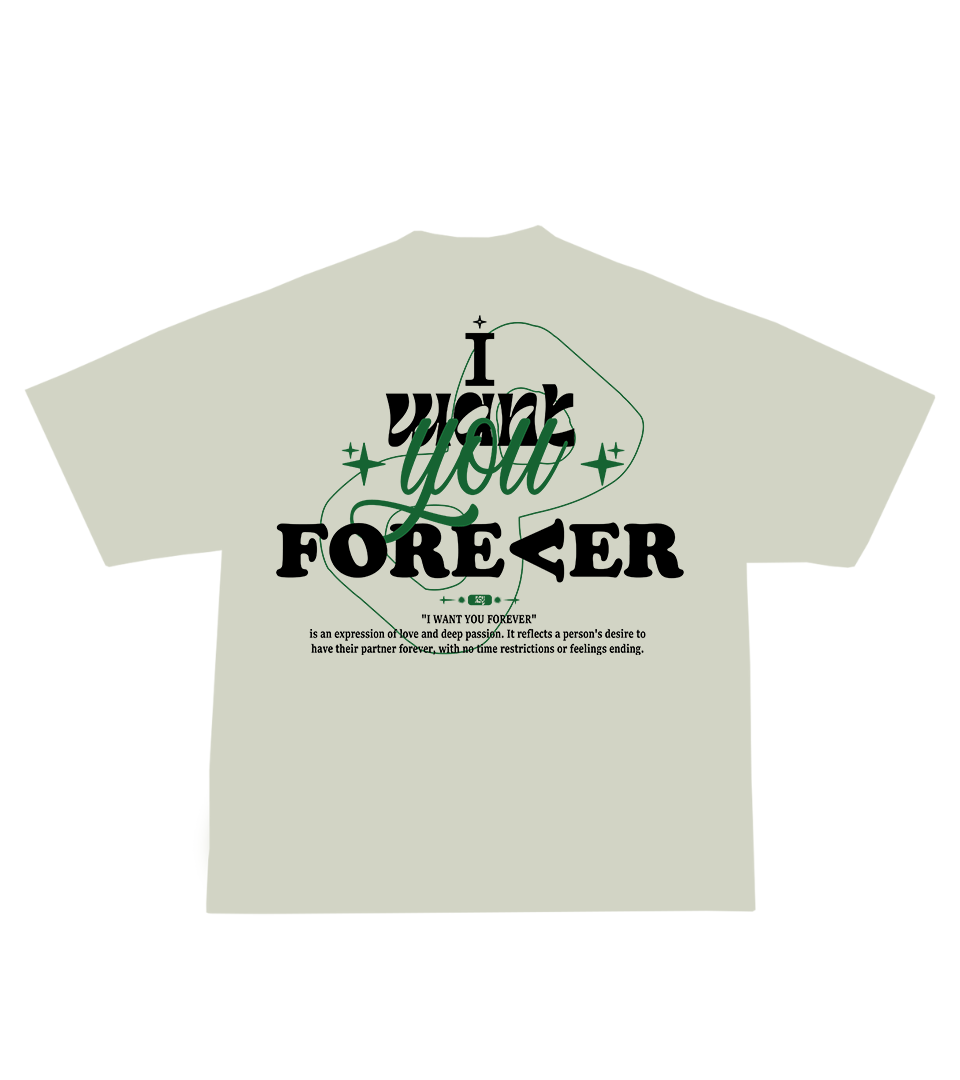 I
want
you
FOREVER
"I WANT YOU FOREVER"
is an expression of love and deep passion. It reflects a person's desire to
have their partner forever, with no time restrictions or feelings ending.